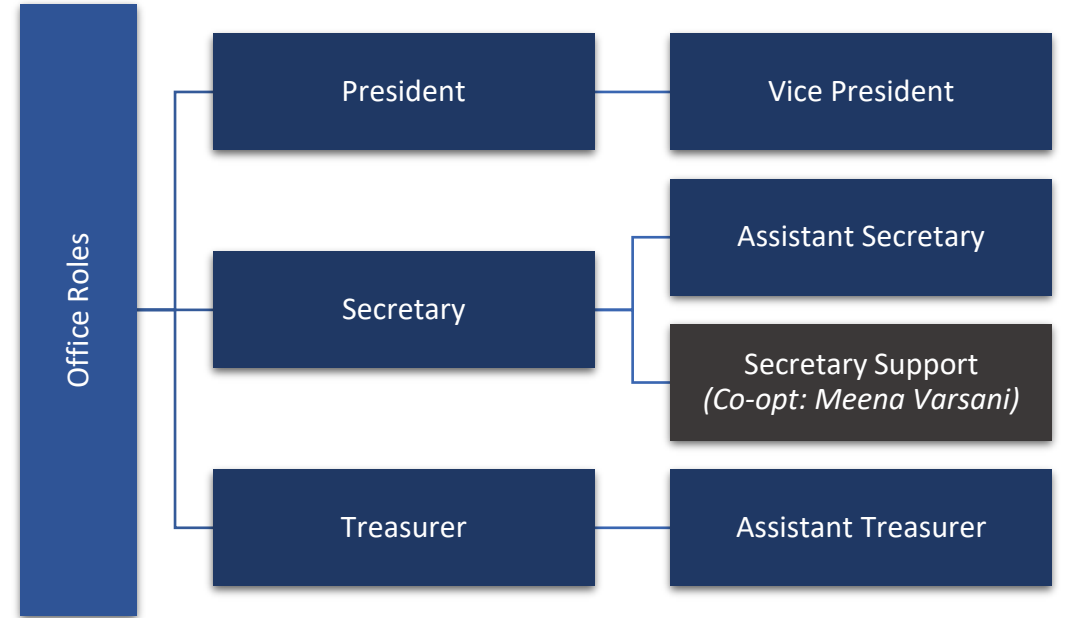 Office Roles
President
Vice President
Secretary
Assistant Secretary
Secretary Support
(Co-opt: Meena Varsani)
Treasurer
Assistant Treasurer